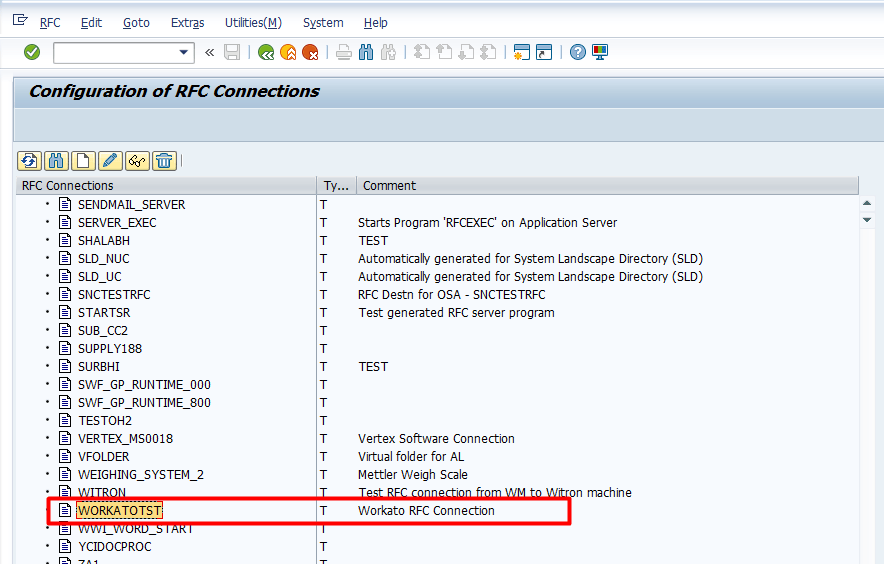 RFC Edit Goto Extras Utilities(M) System Help
Configuration of RFC Connections
RFC Connections Ty... Comment
SENDMAIL_SERVER T
SERVER_EXEC T Starts Program 'RFCEXEC' on Application Server
SHALABH T TEST
SLD_NUC T Automatically generated for System Landscape Directory (SLD)
SLD_UC T Automatically generated for System Landscape Directory (SLD)
SNCTESTRFC T RFC Destn for OSA - SNCTESTRFC
STARTSR T Test generated RFC server program
SUB_CC2 T
SUPPLY188 T
SURBHI T TEST
SWF_GP_RUNTIME_000 T
SWF_GP_RUNTIME_800 T
TESTOH2 T
VERTEX_MS0018 T Vertex Software Connection
VFOLDER T Virtual folder for AL
WEIGHING_SYSTEM_2 T Mettler Weigh Scale
WITRON T Test RFC connection from WM to Witron machine
WORKATOTST T Workato RFC Connection
WWI_WORD_START T
YCIDOCPROC T
ZA1 T